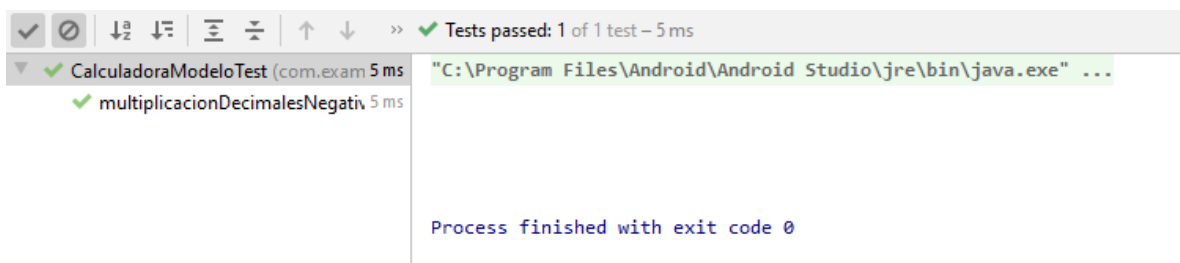 Tests passed: 1 of 1 test – 5 ms
CalculadoraModeloTest (com.exam 5 ms
multiplicacionDecimalesNegativ 5 ms
"C:\Program Files\Android\Android Studio\jre\bin\java.exe" ...
Process finished with exit code 0